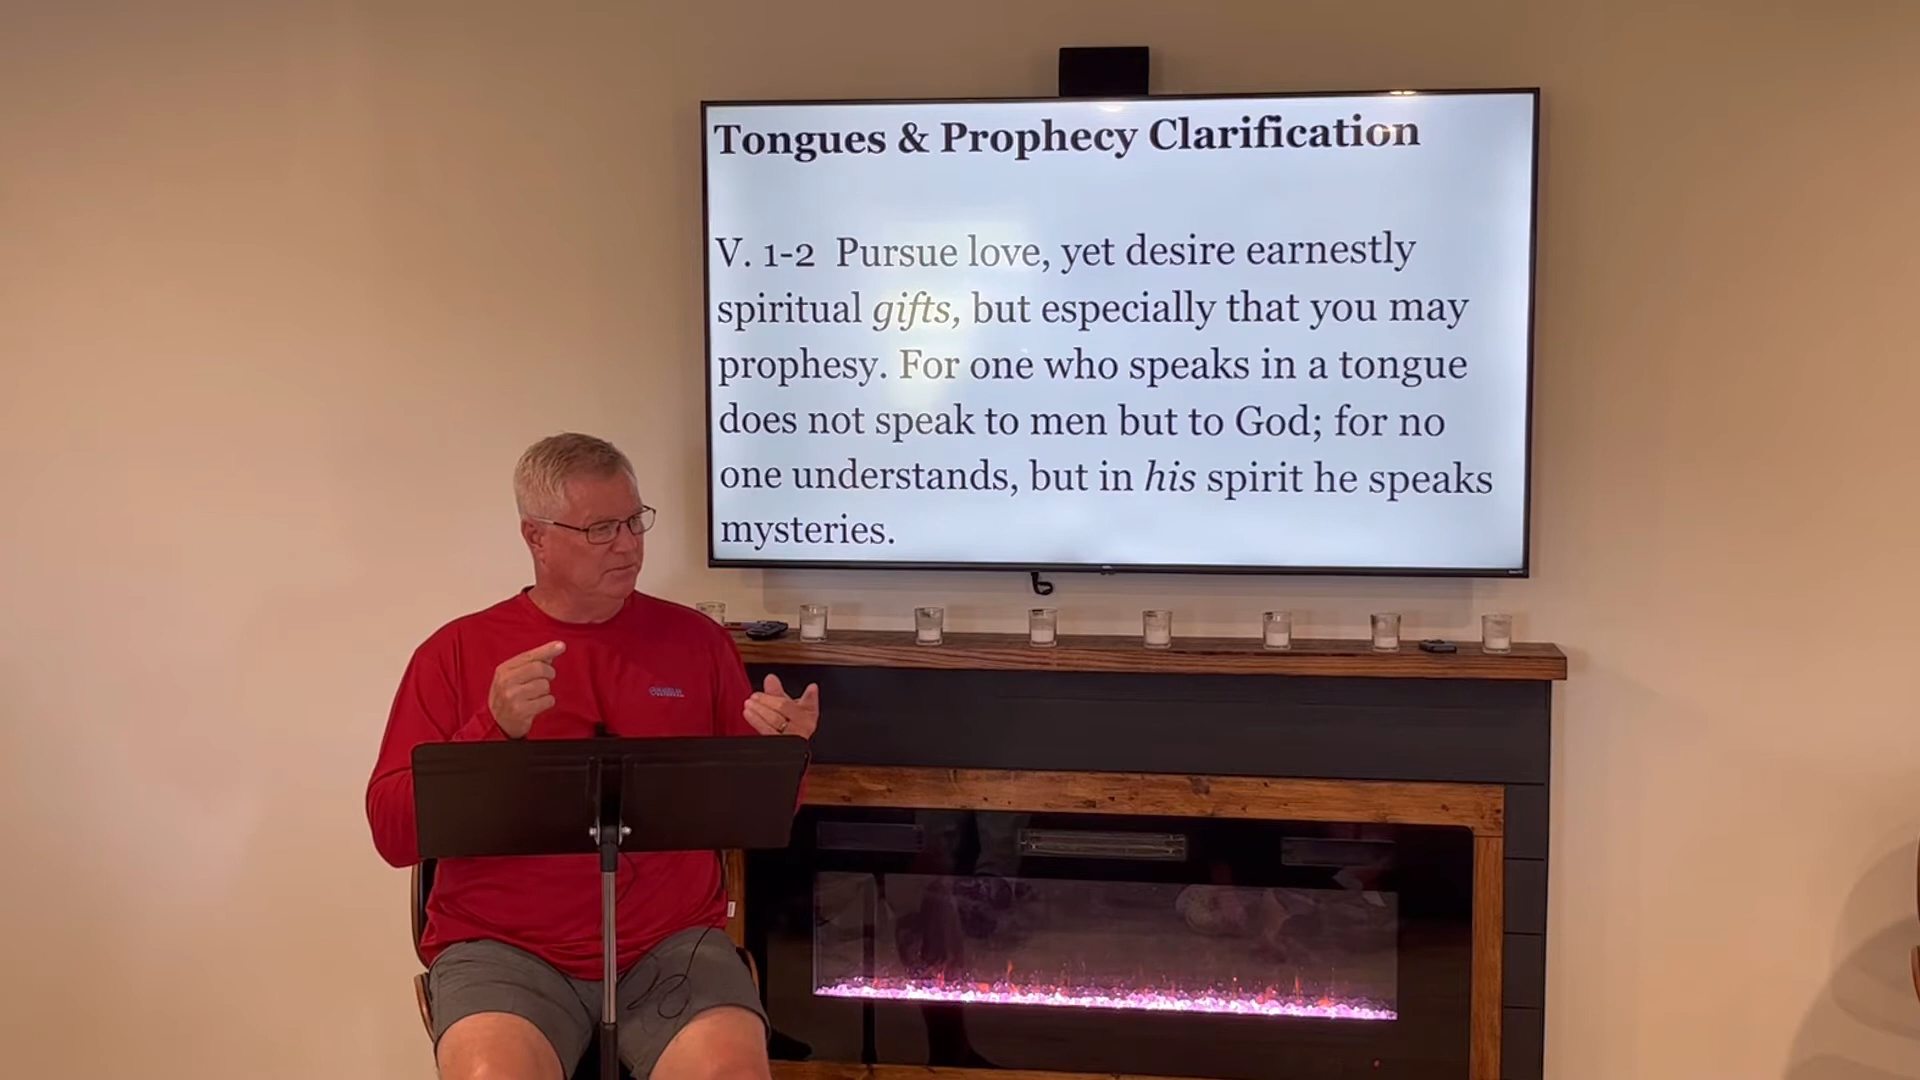 Tongues & Prophecy Clarification
V. 1-2 Pursue love, yet desire earnestly
spiritual gifts, but especially that you may
prophesy. For one who speaks in a tongue
does not speak to men but to God; for no
one understands, but in his spirit he speaks
mysteries.